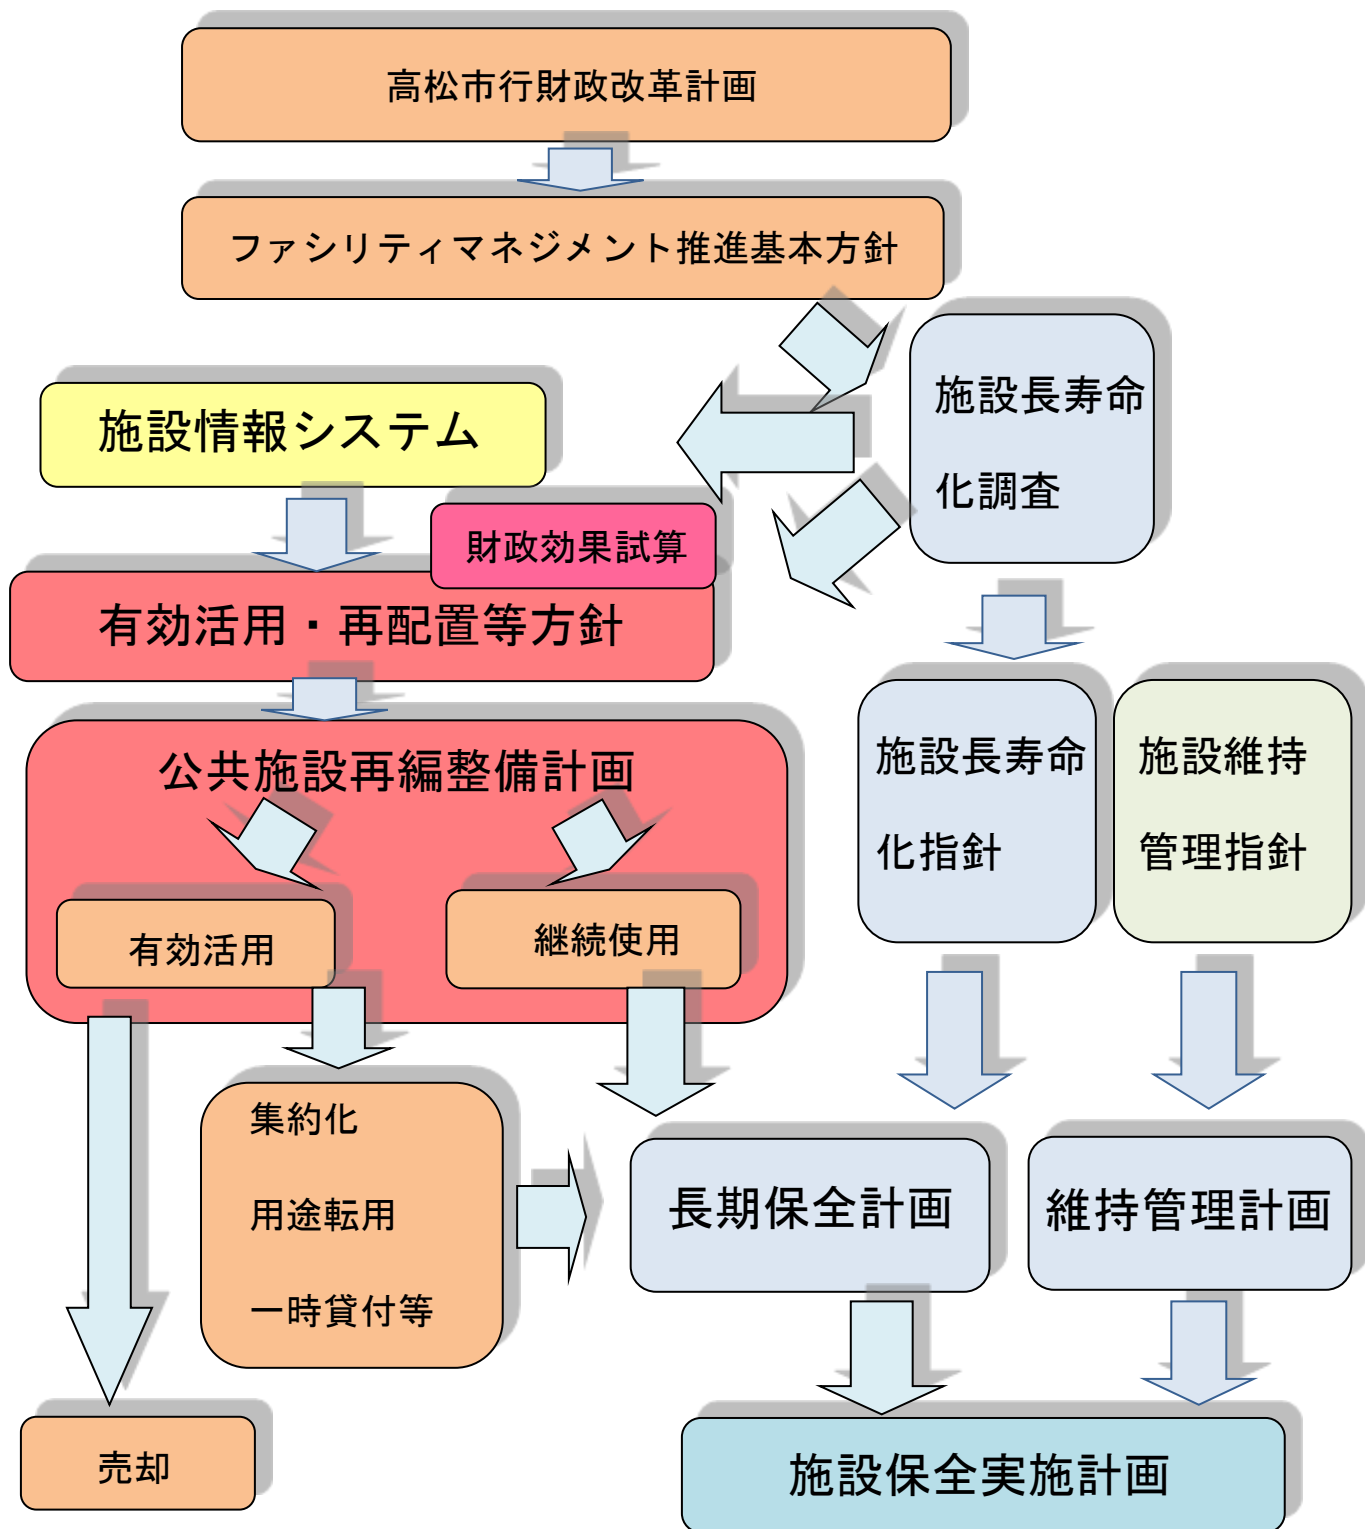 高松市行財政改革計画
ファシリティマネジメント推進基本方針
施設長寿命
化調査
施設情報システム
財政効果試算
有効活用・再配置等方針
公共施設再編整備計画
有効活用
継続使用
施設長寿命
化指針
施設維持
管理指針
集約化
用途転用
一時貸付等
長期保全計画
維持管理計画
売却
施設保全実施計画